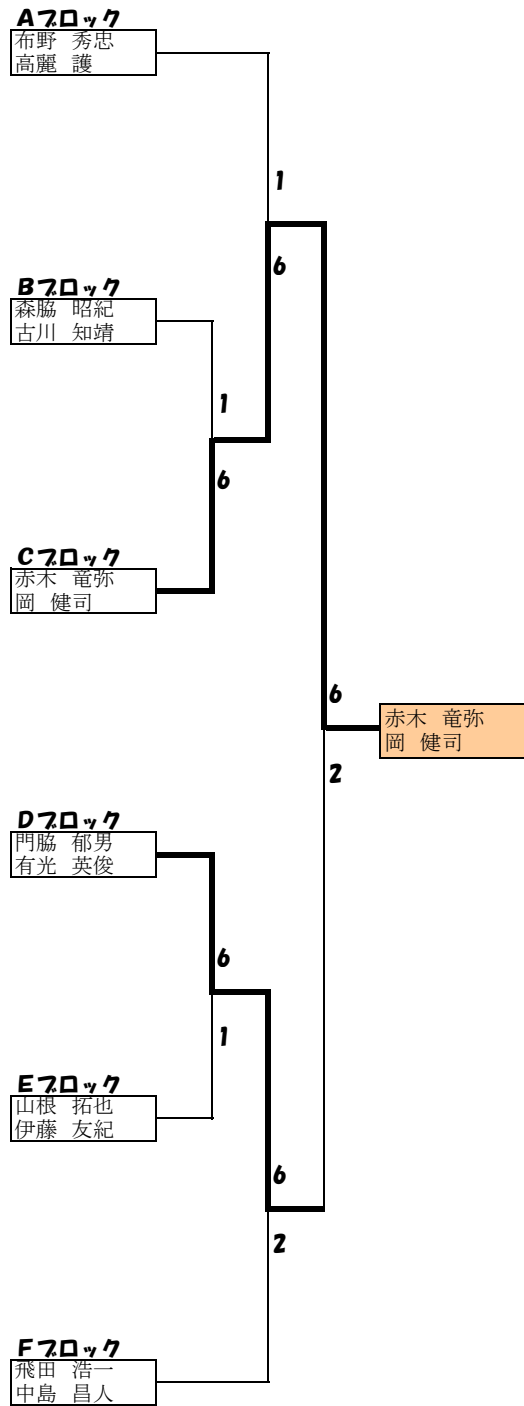 Aブロック
布野 秀忠
高麗 護
1
6
Bブロック
森脇 昭紀
古川 知靖
1
6
Cブロック
赤木 竜弥
岡 健司
6
赤木 竜弥
岡 健司
2
Dブロック
門脇 郁男
有光 英俊
6
1
Eブロック
山根 拓也
伊藤 友紀
6
2
Fブロック
飛田 浩一
中島 昌人